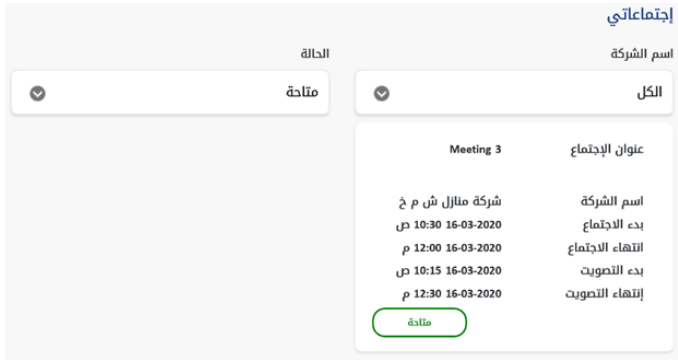 إجتماعاتي
اسم الشركة
الحالة
الكل
متاحة
عنوان الإجتماع Meeting 3
اسم الشركة شركة منازل ش م خ
بدء الاجتماع 16-03-2020 10:30 ص
انتهاء الاجتماع 16-03-2020 12:00 م
بدء التصويت 16-03-2020 10:15 ص
إنتهاء التصويت 16-03-2020 12:30 م
متاحة